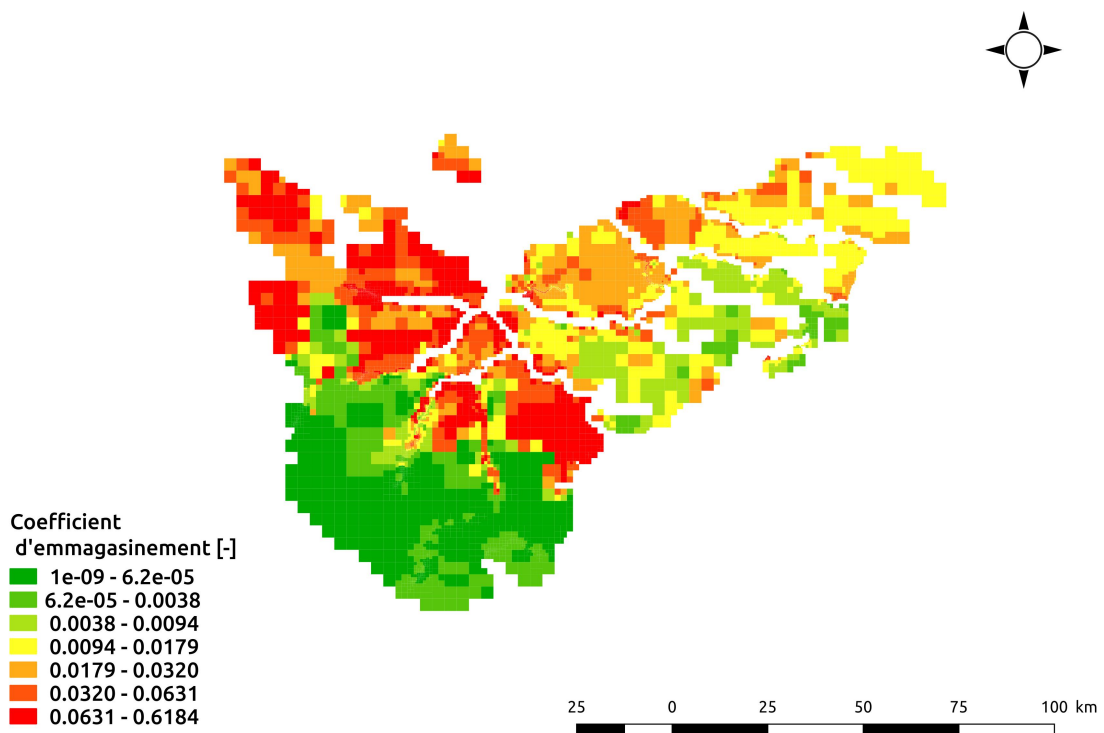 Coefficient
d'emmagasinement [-]
1e-09 - 6.2e-05
6.2e-05 - 0.0038
0.0038 - 0.0094
0.0094 - 0.0179
0.0179 - 0.0320
0.0320 - 0.0631
0.0631 - 0.6184
25 0 25 50 75 100 km